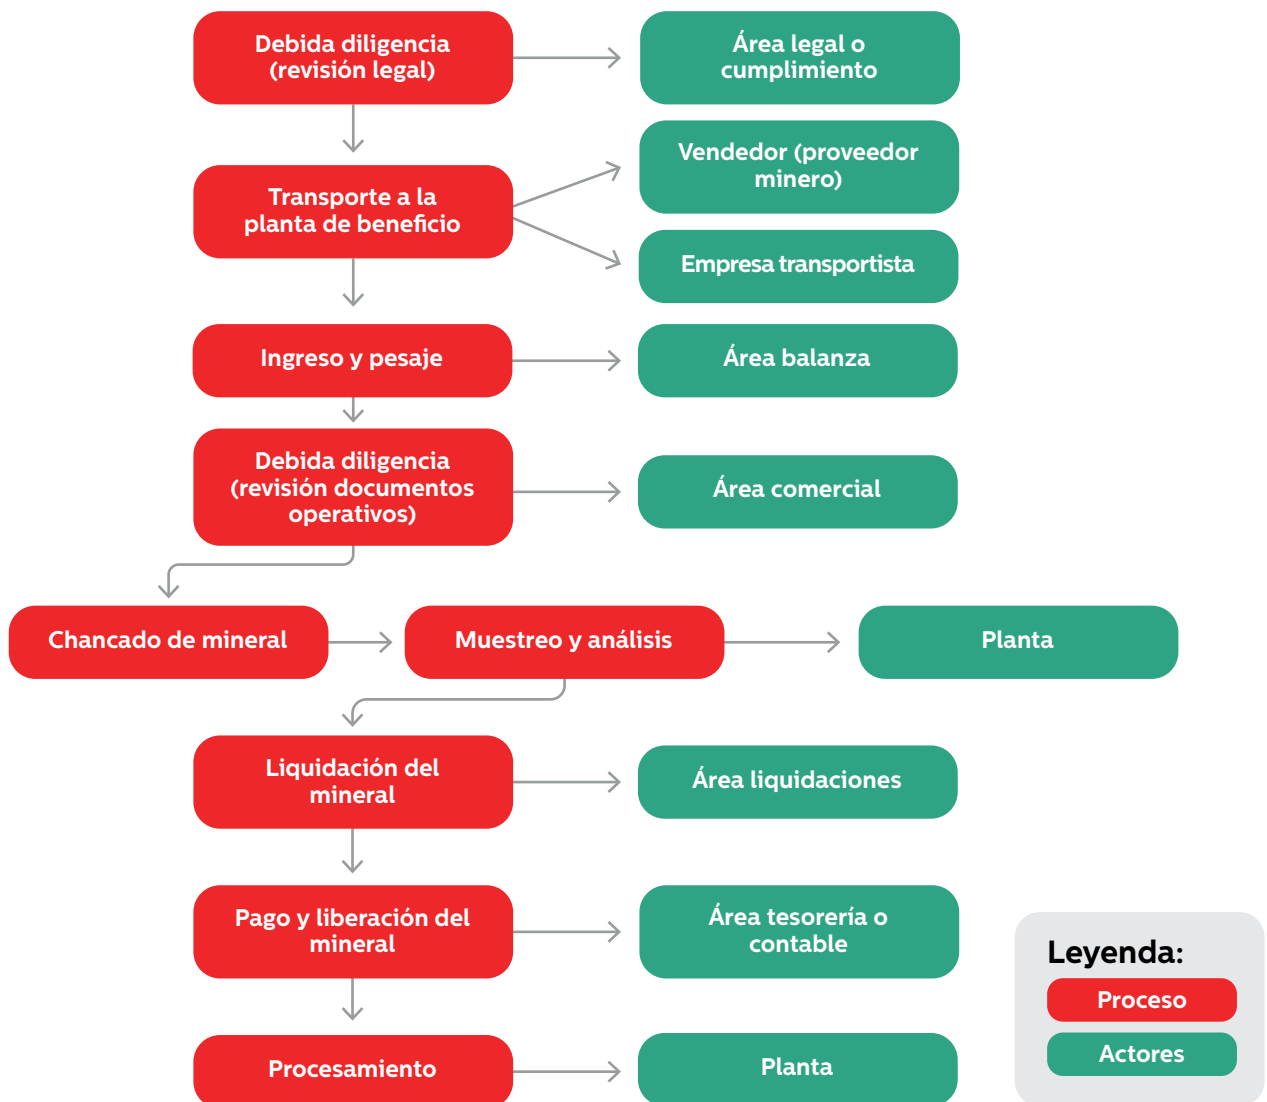 Debida diligencia
(revisión legal)
Área legal o
cumplimiento
Transporte a la
planta de beneficio
Vendedor (proveedor
minero)
Empresa transportista
Ingreso y pesaje
Área balanza
Debida diligencia
(revisión documentos
operativos)
Área comercial
Chancado de mineral
Muestreo y análisis
Planta
Liquidación del
mineral
Área liquidaciones
Pago y liberación del
mineral
Área tesorería o
contable
Procesamiento
Planta
Leyenda:
Proceso
Actores